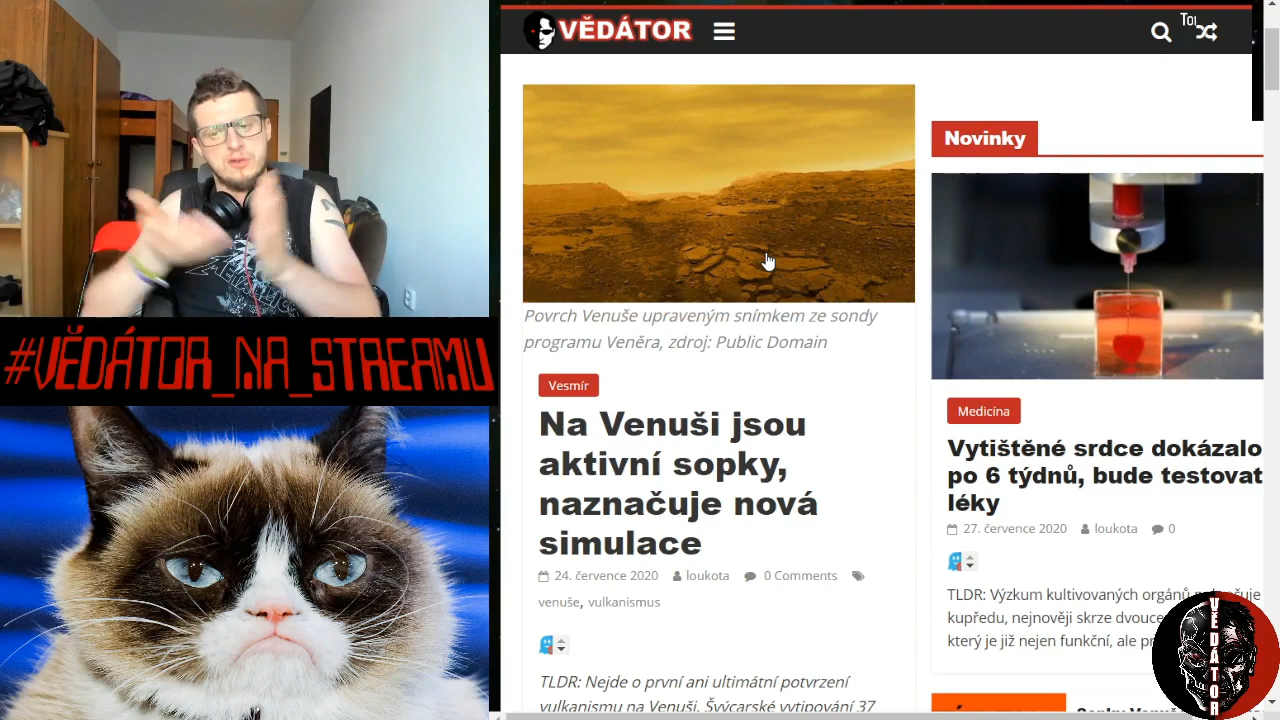 VĚDÁTOR
Novinky
Povrch Venuše upraveným snímkem ze sondy
programu Veněra, zdroj: Public Domain
#VĚDÁTOR_NA_STREAMU
Vesmír
Na Venuši jsou
aktivní sopky,
naznačuje nová
simulace
24. července 2020 loukota 0 Comments
venuše, vulkanismus
TLDR: Nejde o první ani ultimátní potvrzení
vulkanismu na Venuši. Švýcarské vytipování 37
Medicína
Vytištěné srdce dokázalo
po 6 týdnů, bude testovat
léky
27. července 2020 loukota 0
TLDR: Výzkum kultivovaných orgánů
kupředu, nejnověji skrze dvouce
který je již nejen funkční, ale
VĚDÁTOR